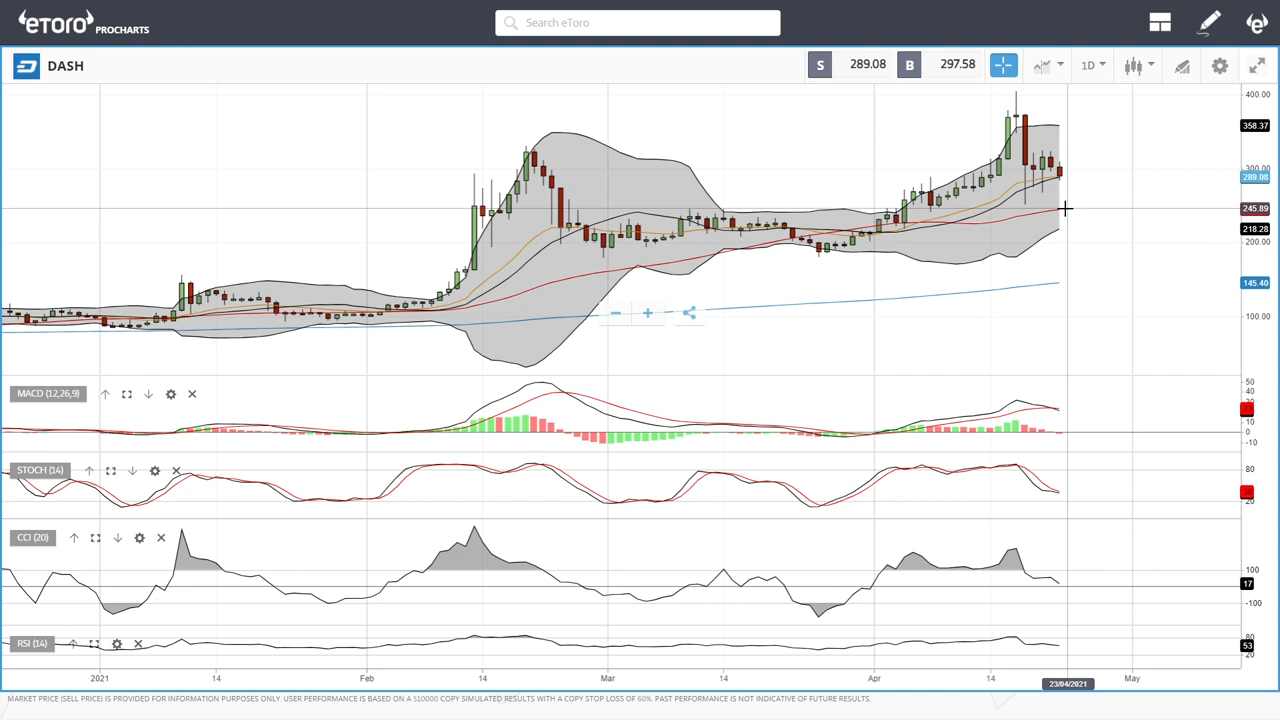 eToro PROCHARTS
Search eToro
DASH
S 289.08 B 297.58
1D
400.00
358.37
300.00
289.08
245.89
218.28
200.00
145.40
100.00
MACD (12,26,9)
50
40
30
10
0
-10
STOCH (14)
80
20
CCI (20)
100
17
-100
RSI (14)
80
53
20
2021 14 Feb 14 Mar 14 Apr 14 May
23/04/2021
MARKET PRICE (SELL PRICE) IS PROVIDED FOR INFORMATION PURPOSES ONLY. USER PERFORMANCE IS BASED ON A $10000 COPY SIMULATED RESULTS WITH A COPY STOP LOSS OF 60%. PAST PERFORMANCE IS NOT INDICATIVE OF FUTURE RESULTS.